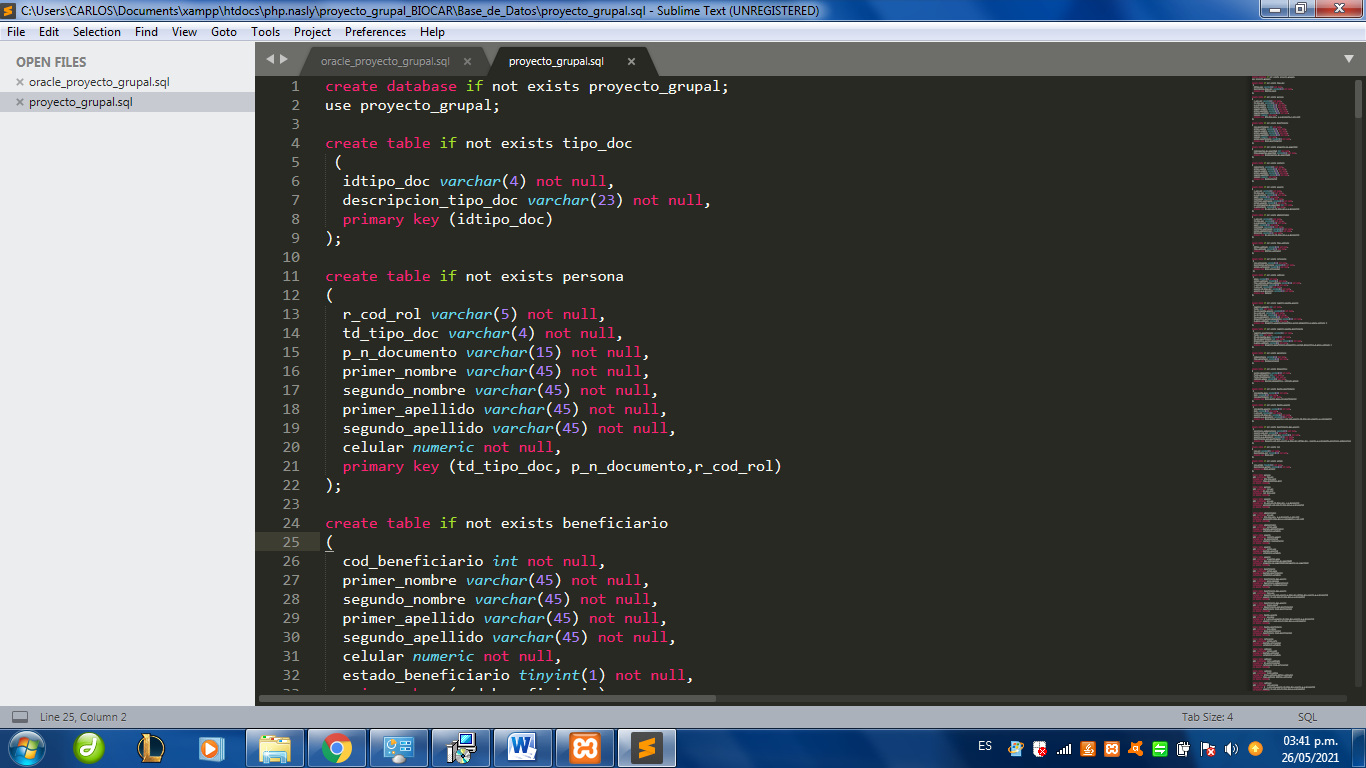 C:\Users\CARLOS\Documents\xampp\htdocs\php.nasly\proyecto_grupal_BIOCAR\Base_de_Datos\proyecto_grupal.sql - Sublime Text (UNREGISTERED)
File Edit Selection Find View Goto Tools Project Preferences Help
OPEN FILES
oracle_proyecto_grupal.sql
proyecto_grupal.sql
oracle_proyecto_grupal.sql
proyecto_grupal.sql
1 create database if not exists proyecto_grupal;
2 use proyecto_grupal;
3
4 create table if not exists tipo_doc
5 (
6 idtipo_doc varchar(4) not null,
7 descripcion_tipo_doc varchar(23) not null,
8 primary key (idtipo_doc)
9 );
10
11 create table if not exists persona
12 (
13 r_cod_rol varchar(5) not null,
14 td_tipo_doc varchar(4) not null,
15 p_n_documento varchar(15) not null,
16 primer_nombre varchar(45) not null,
17 segundo_nombre varchar(45) not null,
18 primer_apellido varchar(45) not null,
19 segundo_apellido varchar(45) not null,
20 celular numeric not null,
21 primary key (td_tipo_doc, p_n_documento,r_cod_rol)
22 );
23
24 create table if not exists beneficiario
25 (
26 cod_beneficiario int not null,
27 primer_nombre varchar(45) not null,
28 segundo_nombre varchar(45) not null,
29 primer_apellido varchar(45) not null,
30 segundo_apellido varchar(45) not null,
31 celular numeric not null,
32 estado_beneficiario tinyint(1) not null,
Line 25, Column 2
Tab Size: 4
SQL
ES
03:41 p.m.
26/05/2021